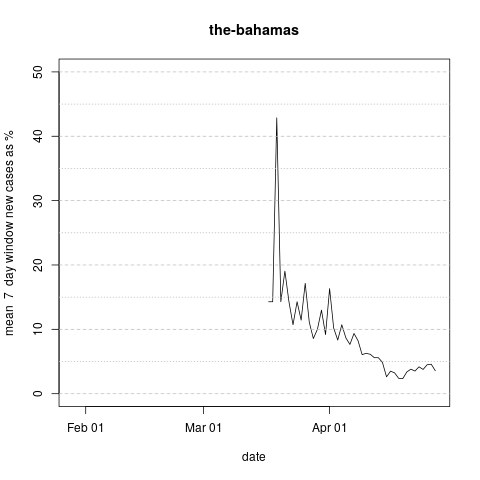 the-bahamas
mean  7  day window new cases as %
50
40
30
20
10
0
Feb 01
Mar 01
Apr 01
date